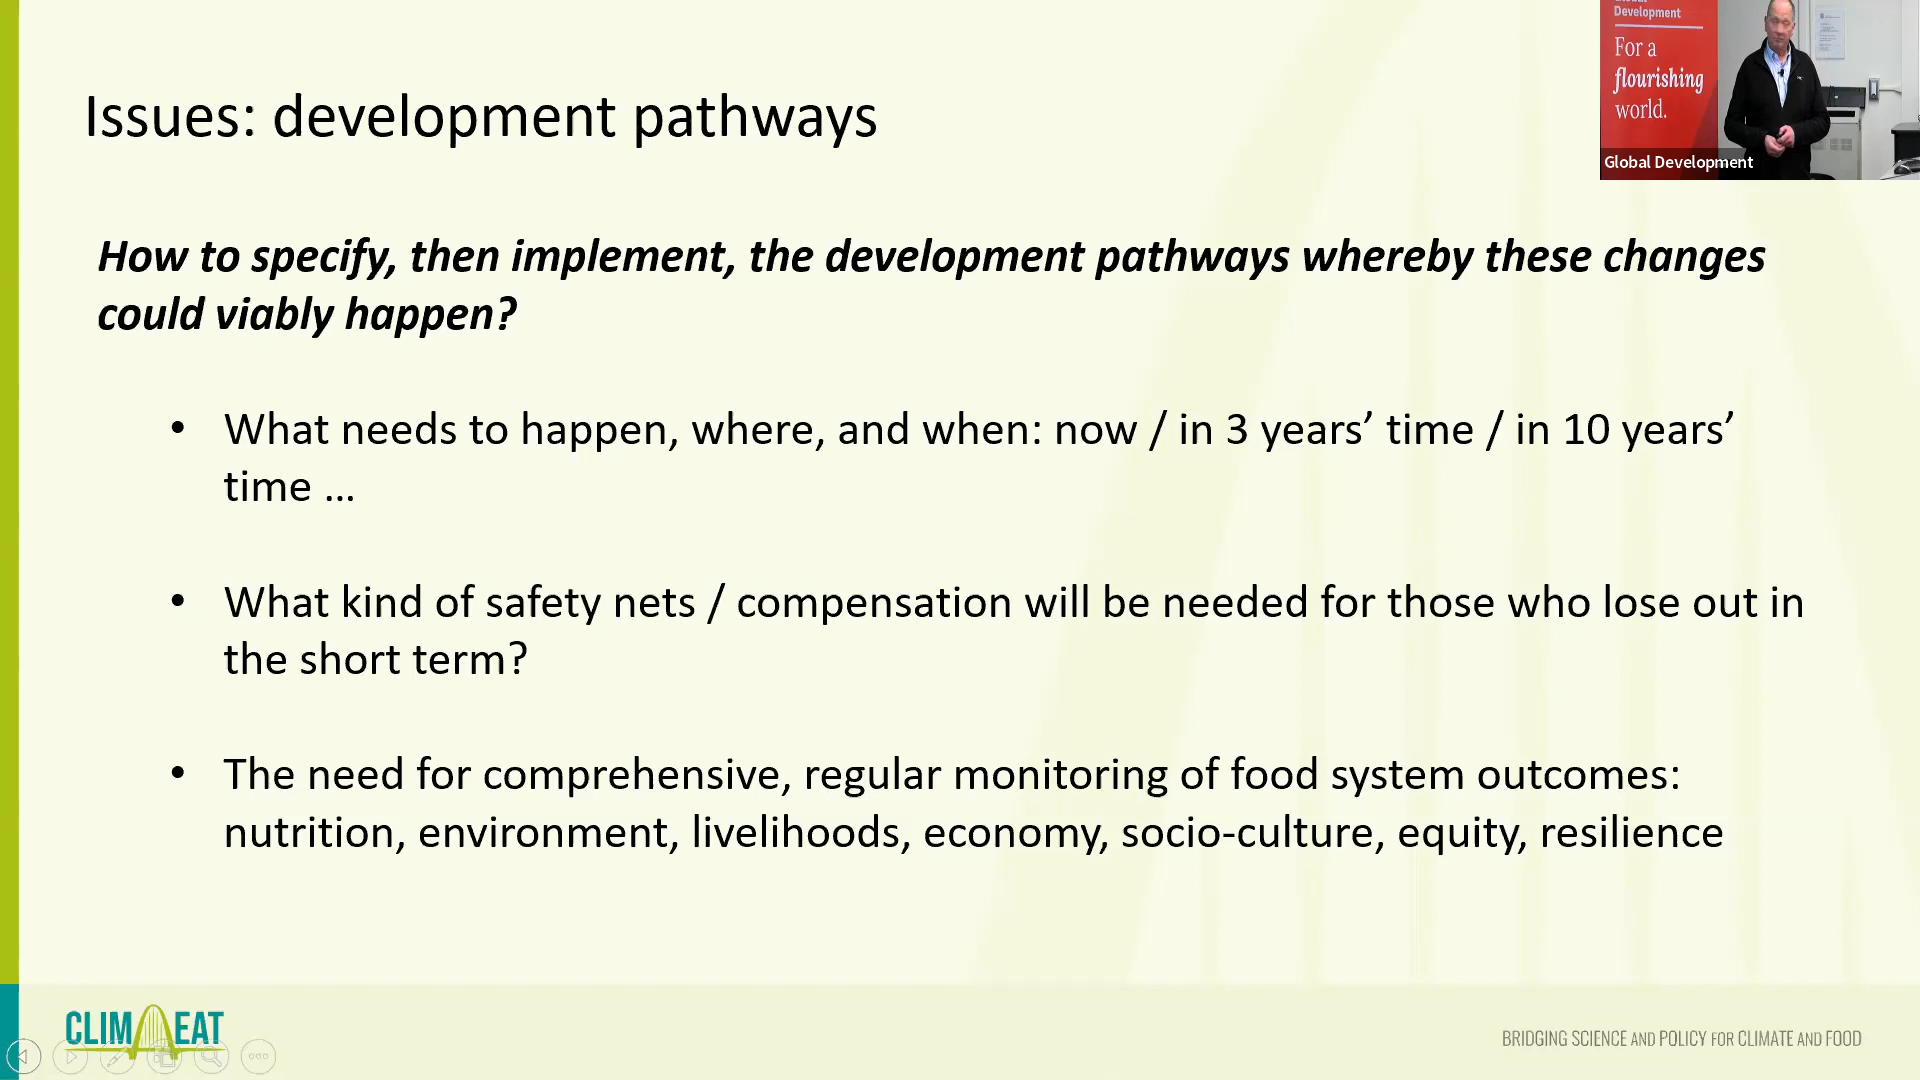 Development
For a
flourishing
world.
Global Development
Issues: development pathways
How to specify, then implement, the development pathways whereby these changes
could viably happen?
• What needs to happen, where, and when: now / in 3 years’ time / in 10 years’
time …
• What kind of safety nets / compensation will be needed for those who lose out in
the short term?
• The need for comprehensive, regular monitoring of food system outcomes:
nutrition, environment, livelihoods, economy, socio-culture, equity, resilience
CLIM EAT
BRIDGING SCIENCE AND POLICY FOR CLIMATE AND FOOD